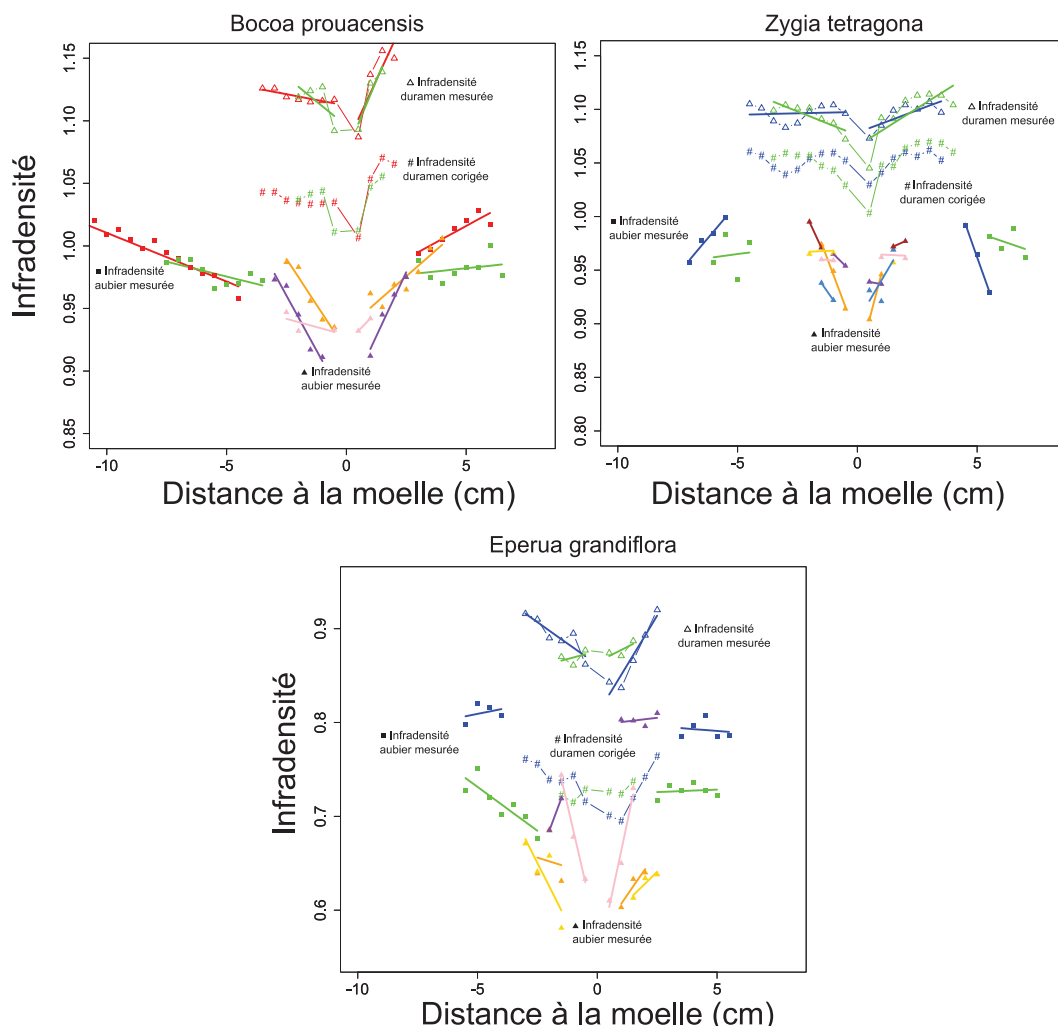 Bocoa prouacensis
Infradensité
1.15
1.10
1.05
1.00
0.95
0.90
0.85
△ Infradensité
duramen mesurée
# Infradensité
duramen corigée
■ Infradensité
aubier mesurée
▲ Infradensité
aubier mesurée
-10
-5
0
5
Distance à la moelle (cm)
Zygia tetragona
1.15
1.10
1.05
1.00
0.95
0.90
0.85
0.80
△ Infradensité
duramen mesurée
# Infradensité
duramen corigée
■ Infradensité
aubier mesurée
▲ Infradensité
aubier mesurée
-10
-5
0
5
Distance à la moelle (cm)
Eperua grandiflora
Infradensité
0.9
0.8
0.7
0.6
△ Infradensité
duramen mesurée
■ Infradensité
aubier mesurée
# Infradensité
duramen corigée
▲ Infradensité
aubier mesurée
-10
-5
0
5
Distance à la moelle (cm)